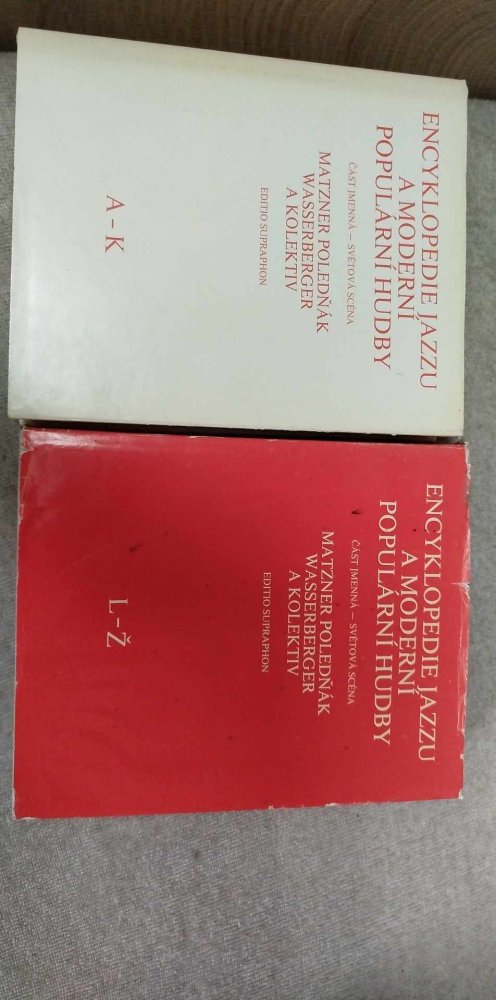 ENCYKLOPEDIE JAZZU
A MODERNÍ
POPULÁRNÍ HUDBY
ČÁST JMENNÁ – SVĚTOVÁ SCÉNA
MATZNER POLEDŇÁK
WASSERBERGER
A KOLEKTIV
EDITIO SUPRAPHON
A–K
ENCYKLOPEDIE JAZZU
A MODERNÍ
POPULÁRNÍ HUDBY
ČÁST JMENNÁ – SVĚTOVÁ SCÉNA
MATZNER POLEDŇÁK
WASSERBERGER
A KOLEKTIV
EDITIO SUPRAPHON
L–Ž